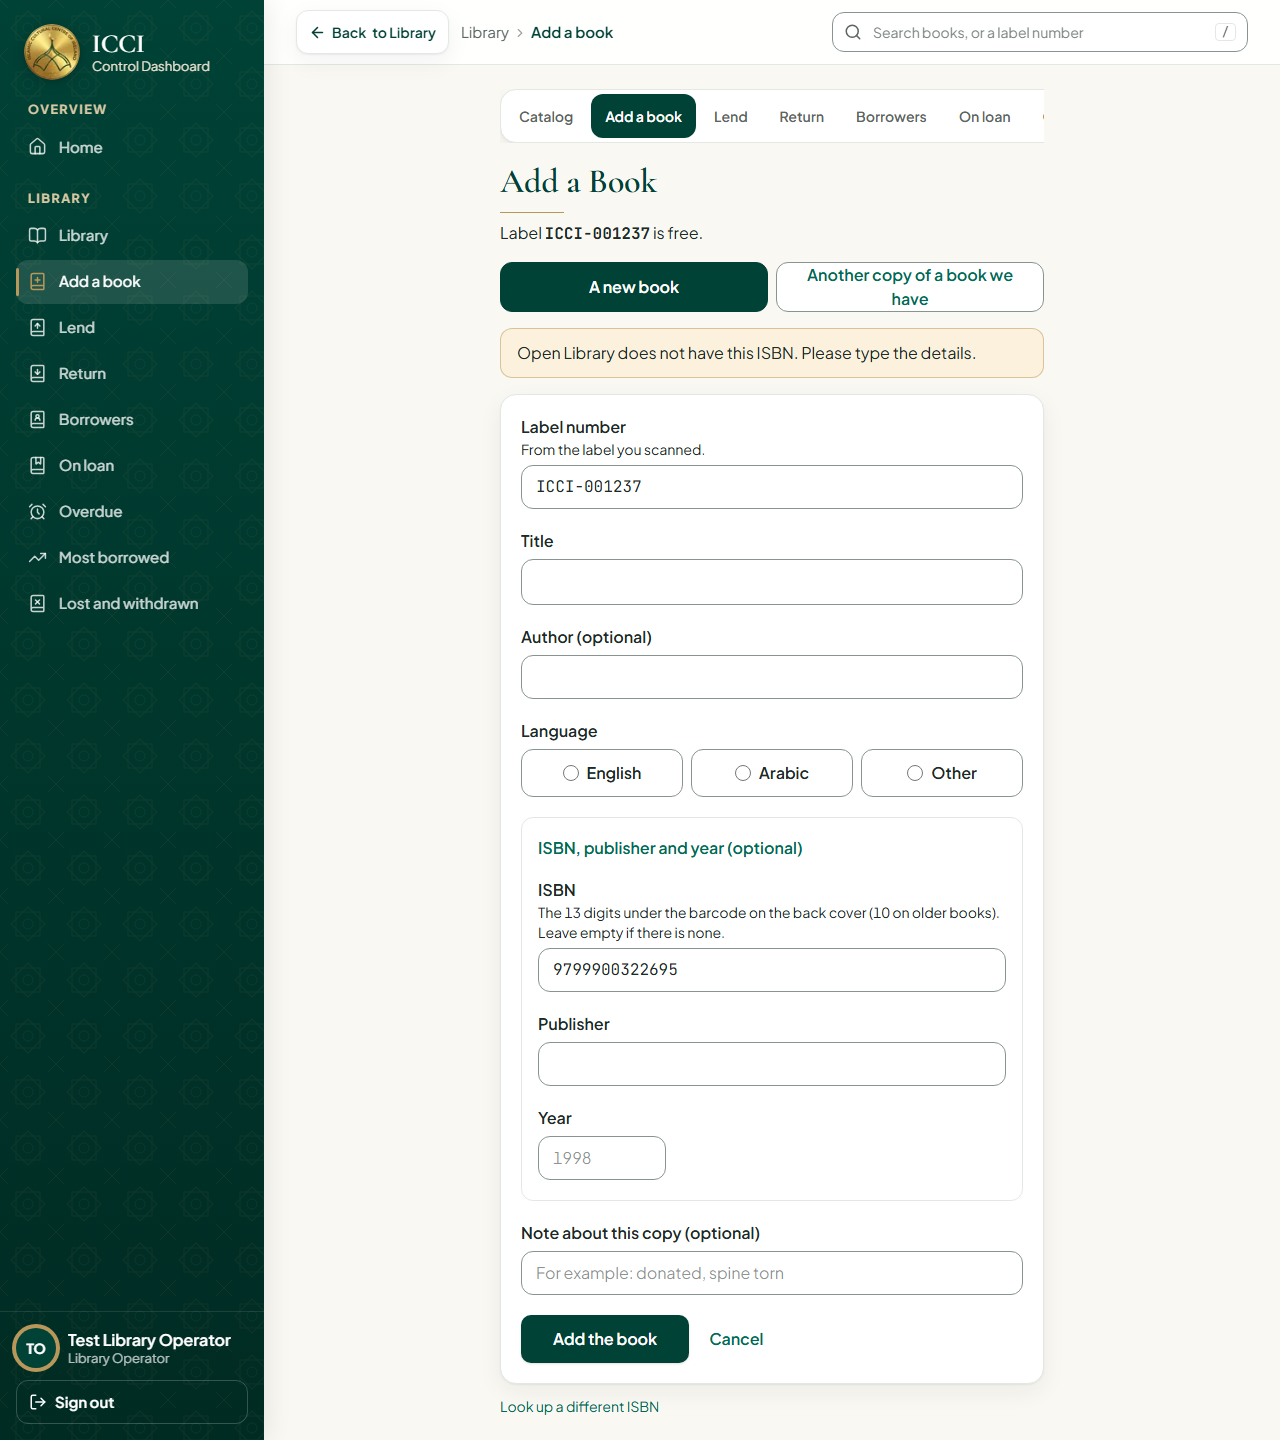 ICCI
Control Dashboard
OVERVIEW
Home
LIBRARY
Library
Add a book
Lend
Return
Borrowers
On loan
Overdue
Most borrowed
Lost and withdrawn
TO
Test Library Operator
Library Operator
Sign out
Back to Library
Library > Add a book
Search books, or a label number
/
Catalog Add a book Lend Return Borrowers On loan
Add a Book
Label ICCI-001237 is free.
A new book
Another copy of a book we
have
Open Library does not have this ISBN. Please type the details.
Label number
From the label you scanned.
ICCI-001237
Title
Author (optional)
Language
English
Arabic
Other
ISBN, publisher and year (optional)
ISBN
The 13 digits under the barcode on the back cover (10 on older books).
Leave empty if there is none.
9799900322695
Publisher
Year
1998
Note about this copy (optional)
For example: donated, spine torn
Add the book
Cancel
Look up a different ISBN